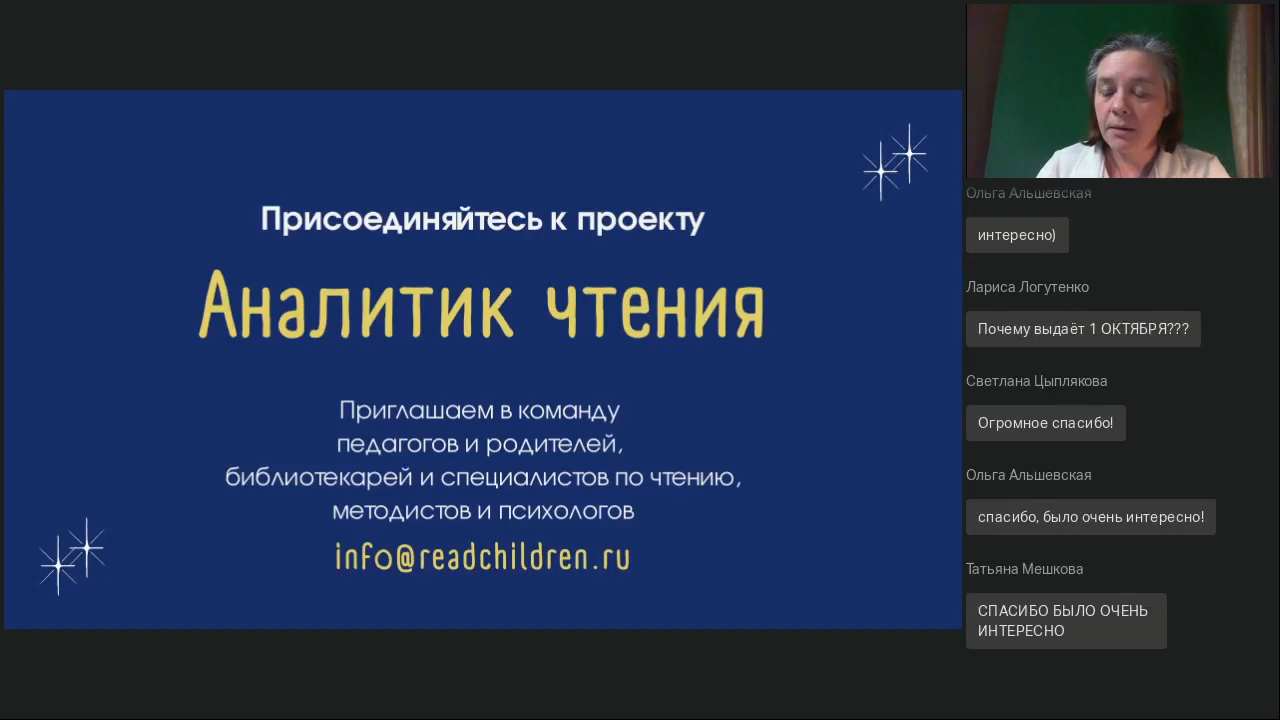 Присоединяйтесь к проекту
Аналитик чтения
Приглашаем в команду
педагогов и родителей,
библиотекарей и специалистов по чтению,
методистов и психологов
info@readchildren.ru
Ольга Альшевская
интересно)
Лариса Логутенко
Почему выдаёт 1 ОКТЯБРЯ???
Светлана Цыплякова
Огромное спасибо!
Ольга Альшевская
спасибо, было очень интересно!
Татьяна Мешкова
СПАСИБО БЫЛО ОЧЕНЬ
ИНТЕРЕСНО